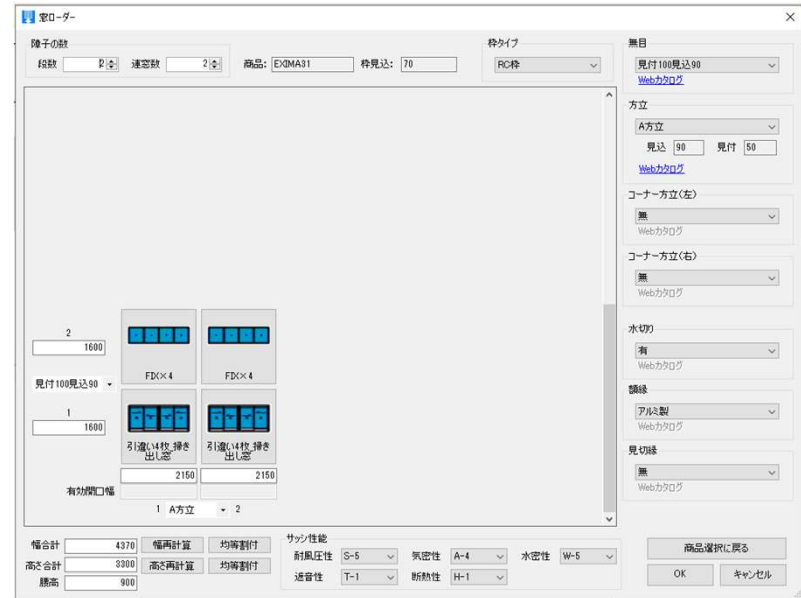 窓ローダー
障子の数
段数 2 連窓数 2 商品: EXIMA31 枠見込: 70
枠タイプ
RC枠
無目
見付100見込90
Webカタログ
方立
A方立
見込 90 見付 50
Webカタログ
コーナー方立(左)
無
Webカタログ
コーナー方立(右)
無
Webカタログ
水切り
有
Webカタログ
額縁
アルミ製
Webカタログ
見切縁
無
Webカタログ
2
1600
FIX×4 FIX×4
見付100見込90
1
1600
引違い4枚_掃き出し窓 引違い4枚_掃き出し窓
2150 2150
有効開口幅
1 A方立 2
幅合計 4370 幅再計算 均等割付
高さ合計 3300 高さ再計算 均等割付
腰高 900
サッシ性能
耐風圧性 S-5 気密性 A-4 水密性 W-5
遮音性 T-1 断熱性 H-1
商品選択に戻る
OK キャンセル